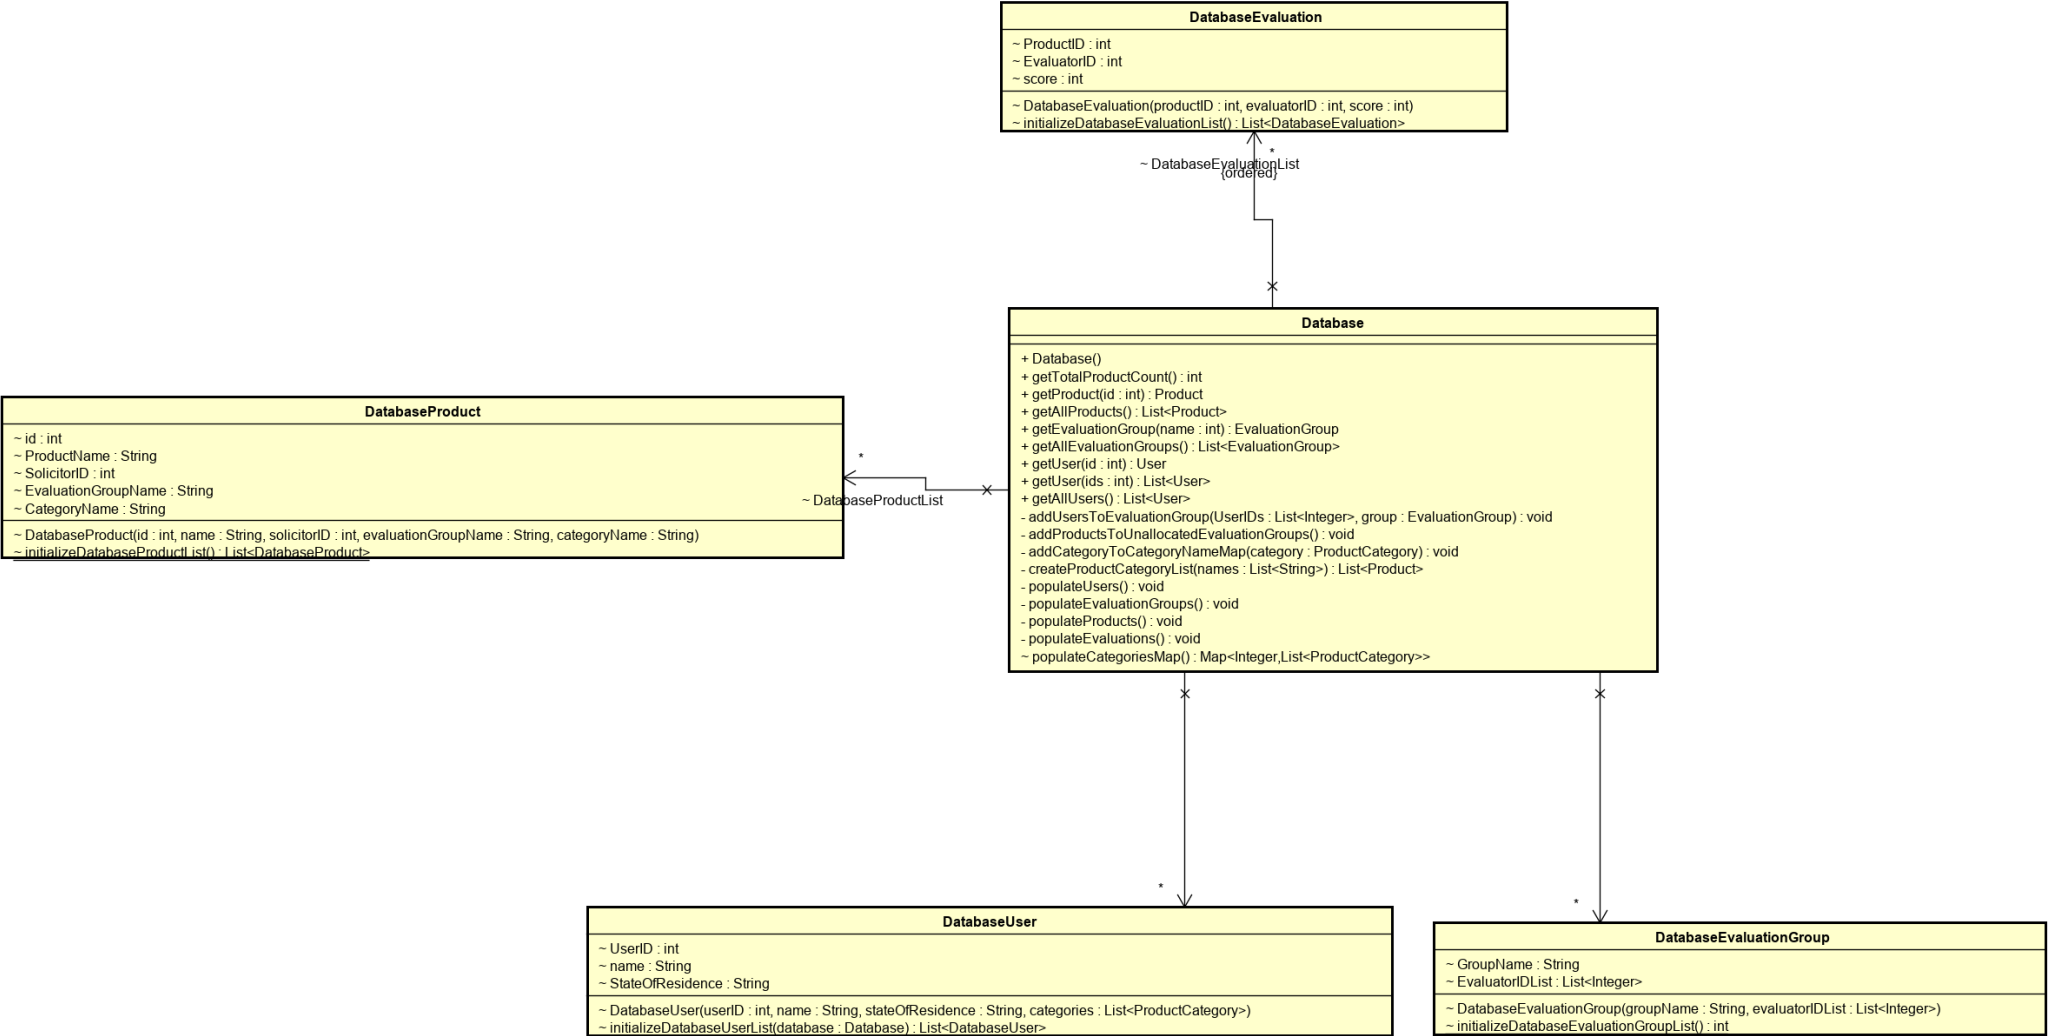 DatabaseEvaluation
~ ProductID : int
~ EvaluatorID : int
~ score : int
~ DatabaseEvaluation(productID : int, evaluatorID : int, score : int)
~ initializeDatabaseEvaluationList() : List<DatabaseEvaluation>
*
~ DatabaseEvaluationList
{ordered}
Database
+ Database()
+ getTotalProductCount() : int
+ getProduct(id : int) : Product
+ getAllProducts() : List<Product>
+ getEvaluationGroup(name : int) : EvaluationGroup
+ getAllEvaluationGroups() : List<EvaluationGroup>
+ getUser(id : int) : User
+ getUser(ids : int) : List<User>
+ getAllUsers() : List<User>
- addUsersToEvaluationGroup(UserIDs : List<Integer>, group : EvaluationGroup) : void
- addProductsToUnallocatedEvaluationGroups() : void
- addCategoryToCategoryNameMap(category : ProductCategory) : void
- createProductCategoryList(names : List<String>) : List<Product>
- populateUsers() : void
- populateEvaluationGroups() : void
- populateProducts() : void
- populateEvaluations() : void
~ populateCategoriesMap() : Map<Integer,List<ProductCategory>>
DatabaseProduct
~ id : int
~ ProductName : String
~ SolicitorID : int
~ EvaluationGroupName : String
~ CategoryName : String
~ DatabaseProduct(id : int, name : String, solicitorID : int, evaluationGroupName : String, categoryName : String)
~ initializeDatabaseProductList() : List<DatabaseProduct>
*
~ DatabaseProductList
*
DatabaseUser
~ UserID : int
~ name : String
~ StateOfResidence : String
~ DatabaseUser(userID : int, name : String, stateOfResidence : String, categories : List<ProductCategory>)
~ initializeDatabaseUserList(database : Database) : List<DatabaseUser>
*
DatabaseEvaluationGroup
~ GroupName : String
~ EvaluatorIDList : List<Integer>
~ DatabaseEvaluationGroup(groupName : String, evaluatorIDList : List<Integer>)
~ initializeDatabaseEvaluationGroupList() : int